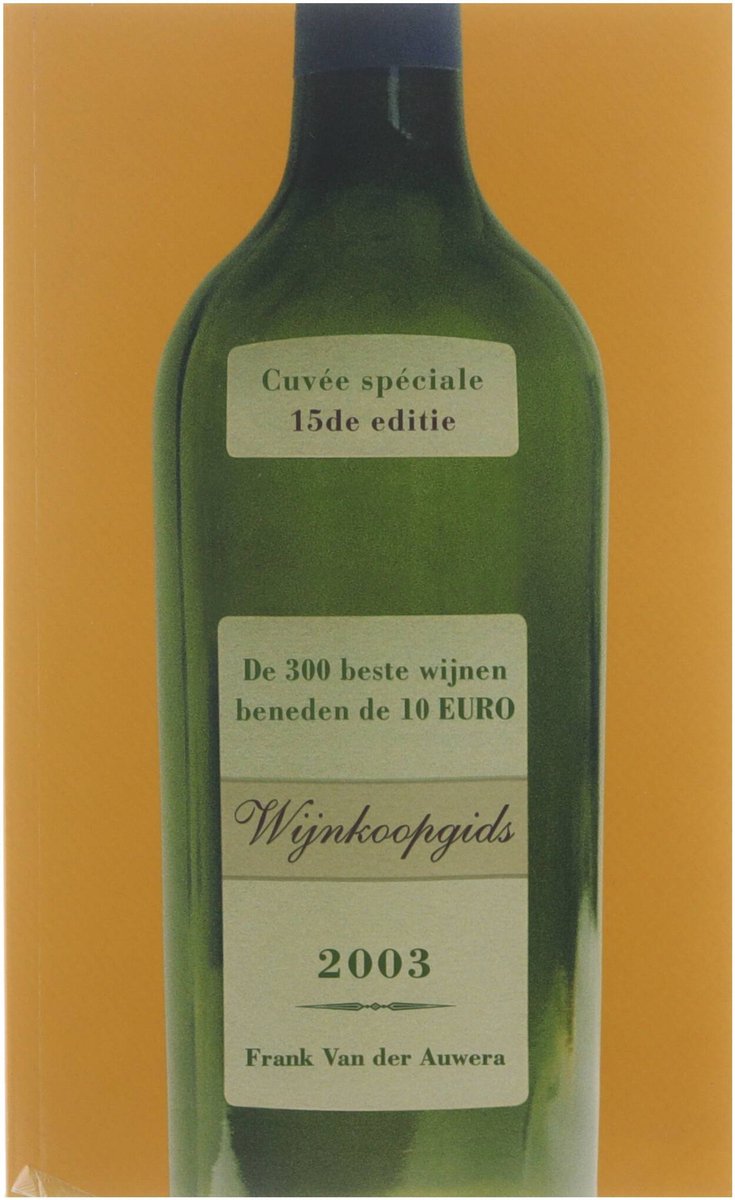 Cuvée spéciale
15de editie
De 300 beste wijnen
beneden de 10 EURO
Wijnkoopgids
2003
Frank Van der Auwera